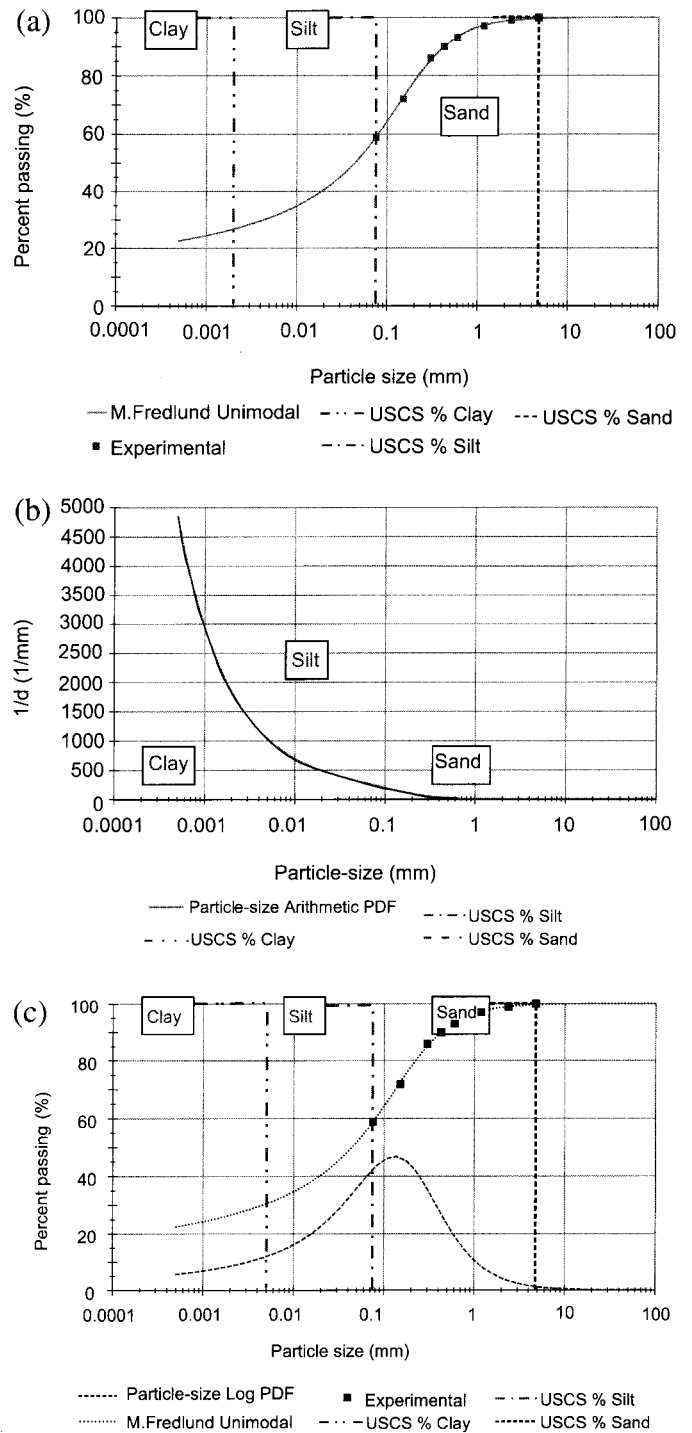 (a)
Clay
Silt
Sand
Percent passing (%)
100
80
60
40
20
0
0.0001 0.001 0.01 0.1 1 10 100
Particle size (mm)
M.Fredlund Unimodal USCS % Clay USCS % Sand
Experimental USCS % Silt
(b)
1/d (1/mm)
5000
4500
4000
3500
3000
2500
2000
1500
1000
500
0
Silt
Clay
Sand
0.0001 0.001 0.01 0.1 1 10 100
Particle-size (mm)
Particle-size Arithmetic PDF USCS % Silt
USCS % Clay USCS % Sand
(c)
Clay
Silt
Sand
Percent passing (%)
100
80
60
40
20
0
0.0001 0.001 0.01 0.1 1 10 100
Particle size (mm)
Particle-size Log PDF Experimental USCS % Silt
M.Fredlund Unimodal USCS % Clay USCS % Sand